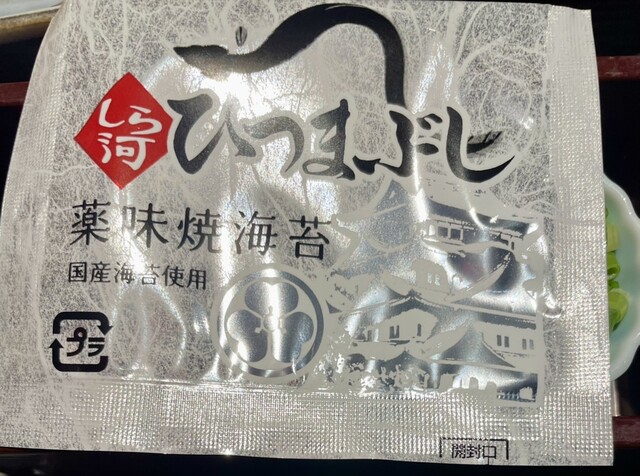 しら河
ひつまぶし
薬味焼海苔
国産海苔使用
プラ
開封口